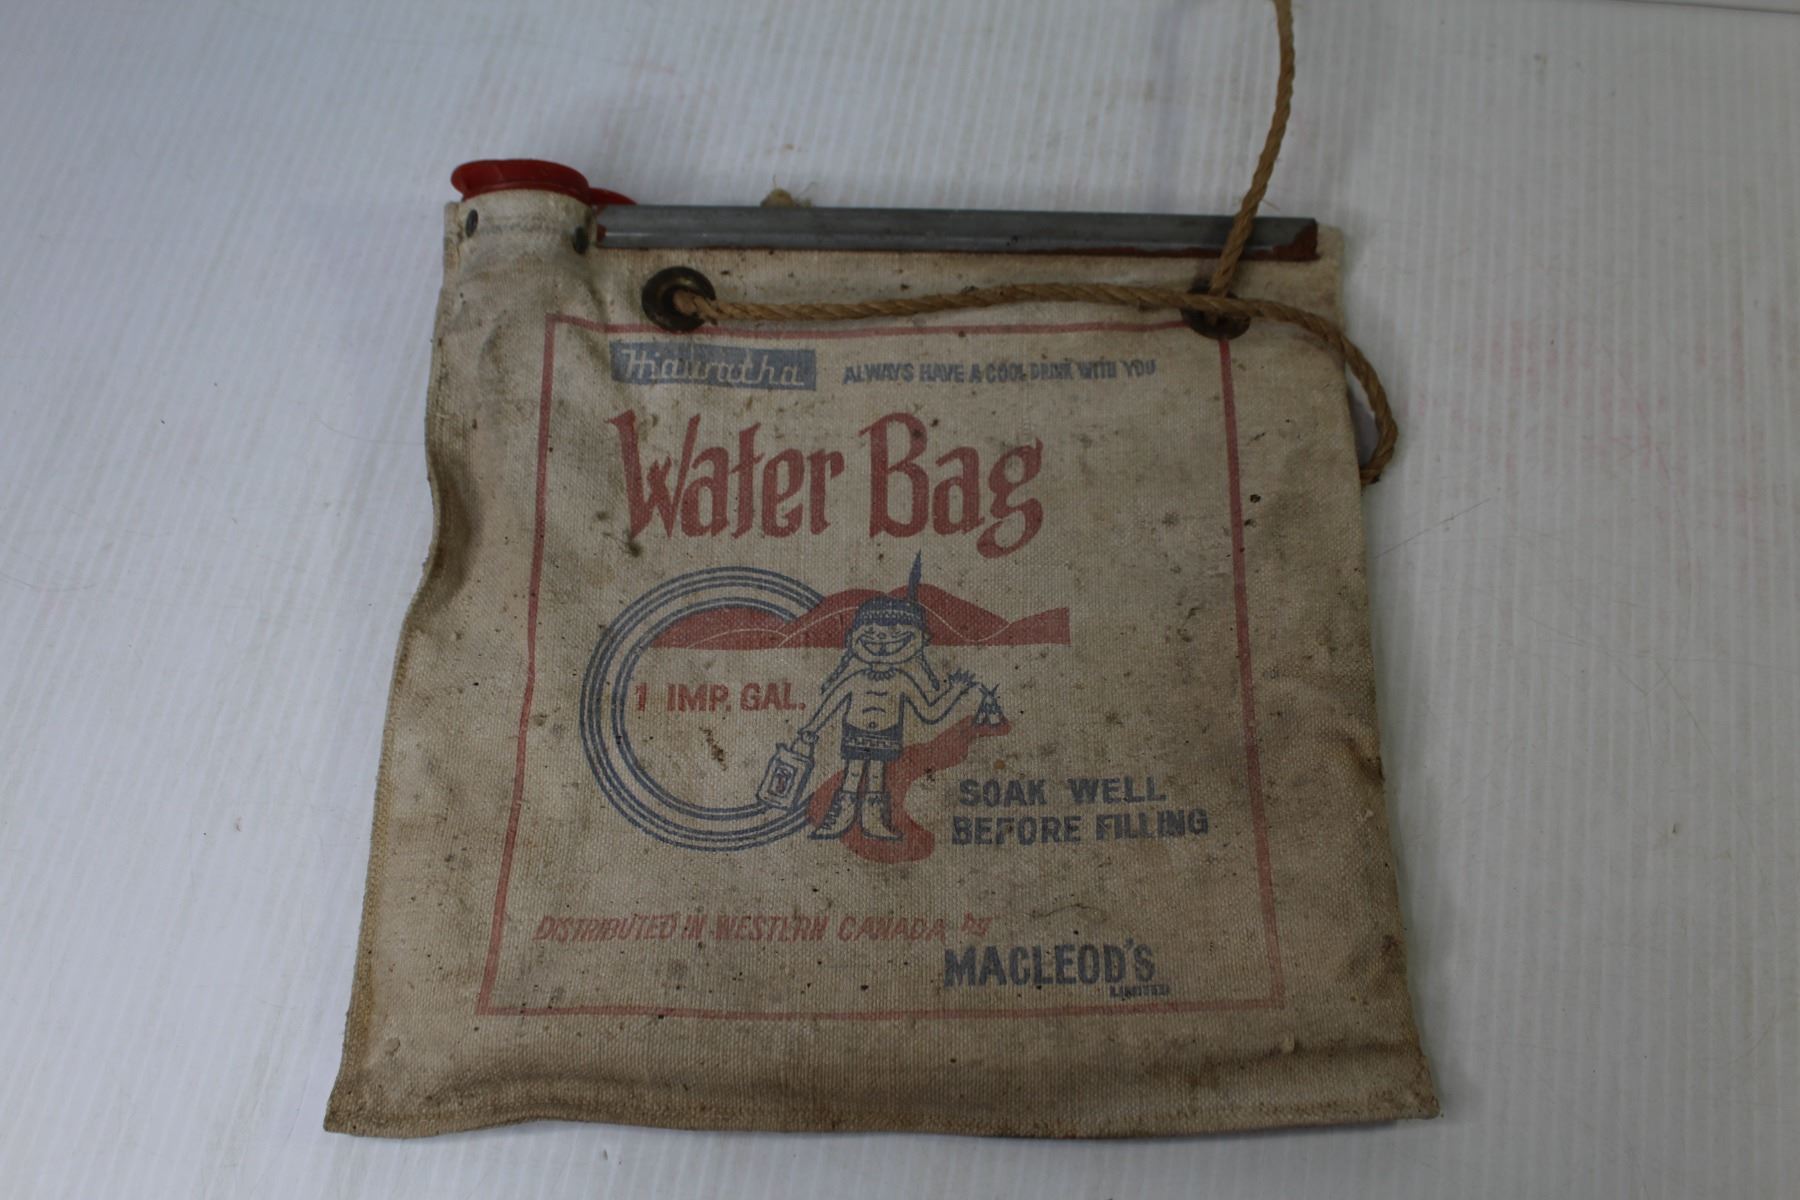 Hiawatha ALWAYS HAVE A COOL DRINK WITH YOU
Water Bag
1 IMP. GAL.
SOAK WELL
BEFORE FILLING
DISTRIBUTED IN WESTERN CANADA by
MACLEOD'S
LIMITED